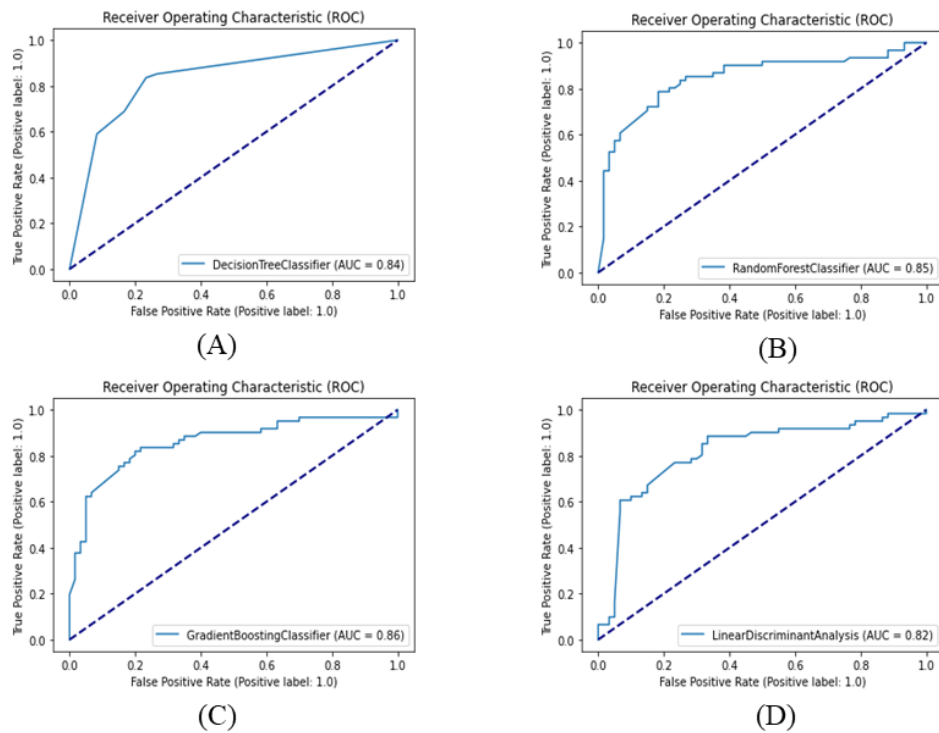 Receiver Operating Characteristic (ROC)
True Positive Rate (Positive label: 1.0)
1.0
0.8
0.6
0.4
0.2
0.0
DecisionTreeClassifier (AUC = 0.84)
0.0 0.2 0.4 0.6 0.8 1.0
False Positive Rate (Positive label: 1.0)
(A)
Receiver Operating Characteristic (ROC)
True Positive Rate (Positive label: 1.0)
1.0
0.8
0.6
0.4
0.2
0.0
RandomForestClassifier (AUC = 0.85)
0.0 0.2 0.4 0.6 0.8 1.0
False Positive Rate (Positive label: 1.0)
(B)
Receiver Operating Characteristic (ROC)
True Positive Rate (Positive label: 1.0)
1.0
0.8
0.6
0.4
0.2
0.0
GradientBoostingClassifier (AUC = 0.86)
0.0 0.2 0.4 0.6 0.8 1.0
False Positive Rate (Positive label: 1.0)
(C)
Receiver Operating Characteristic (ROC)
True Positive Rate (Positive label: 1.0)
1.0
0.8
0.6
0.4
0.2
0.0
LinearDiscriminantAnalysis (AUC = 0.82)
0.0 0.2 0.4 0.6 0.8 1.0
False Positive Rate (Positive label: 1.0)
(D)